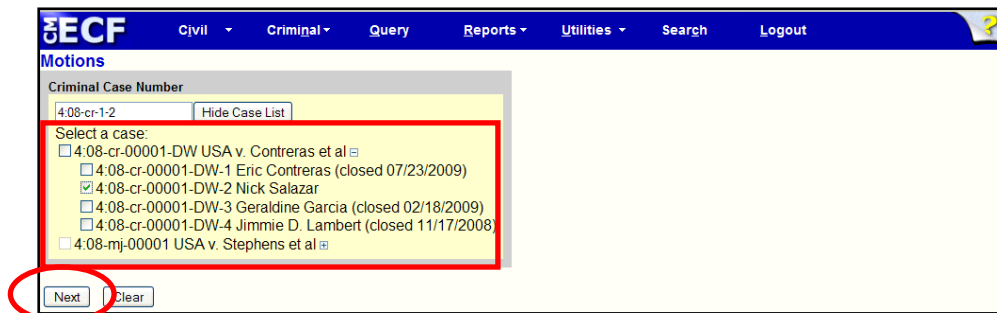 CM ECF Civil Criminal Query Reports Utilities Search Logout ?
Motions
Criminal Case Number
4:08-cr-1-2 Hide Case List
Select a case:
4:08-cr-00001-DW USA v. Contreras et al
4:08-cr-00001-DW-1 Eric Contreras (closed 07/23/2009)
4:08-cr-00001-DW-2 Nick Salazar
4:08-cr-00001-DW-3 Geraldine Garcia (closed 02/18/2009)
4:08-cr-00001-DW-4 Jimmie D. Lambert (closed 11/17/2008)
4:08-mj-00001 USA v. Stephens et al
Next Clear